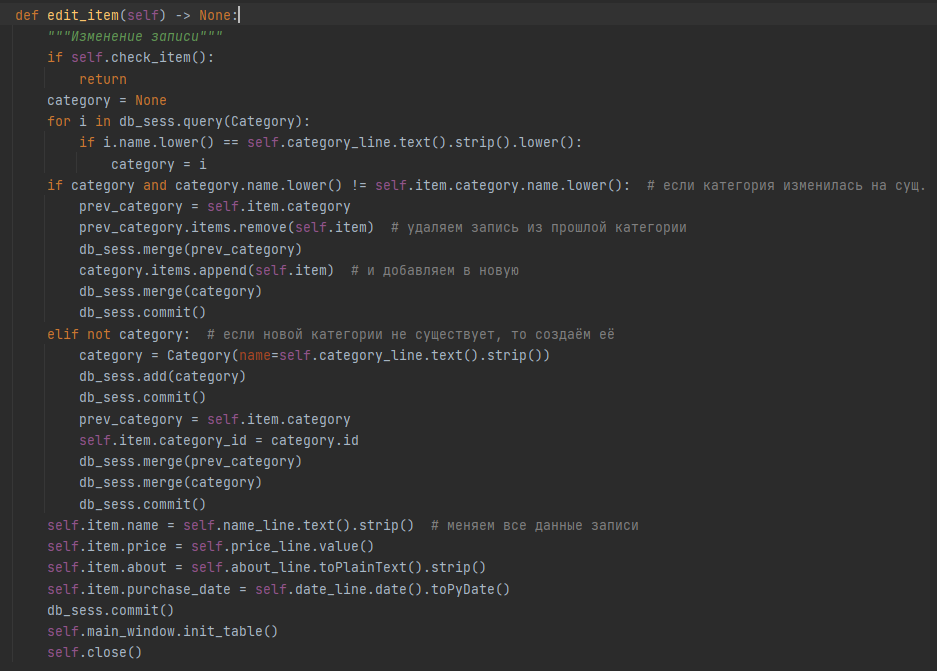 def edit_item(self) -> None:
    """Изменение записи"""
    if self.check_item():
        return
    category = None
    for i in db_sess.query(Category):
        if i.name.lower() == self.category_line.text().strip().lower():
            category = i
    if category and category.name.lower() != self.item.category.name.lower():  # если категория изменилась на сущ.
        prev_category = self.item.category
        prev_category.items.remove(self.item)  # удаляем запись из прошлой категории
        db_sess.merge(prev_category)
        category.items.append(self.item)  # и добавляем в новую
        db_sess.merge(category)
        db_sess.commit()
    elif not category:  # если новой категории не существует, то создаём её
        category = Category(name=self.category_line.text().strip())
        db_sess.add(category)
        db_sess.commit()
        prev_category = self.item.category
        self.item.category_id = category.id
        db_sess.merge(prev_category)
        db_sess.merge(category)
        db_sess.commit()
    self.item.name = self.name_line.text().strip()  # меняем все данные записи
    self.item.price = self.price_line.value()
    self.item.about = self.about_line.toPlainText().strip()
    self.item.purchase_date = self.date_line.date().toPyDate()
    db_sess.commit()
    self.main_window.init_table()
    self.close()